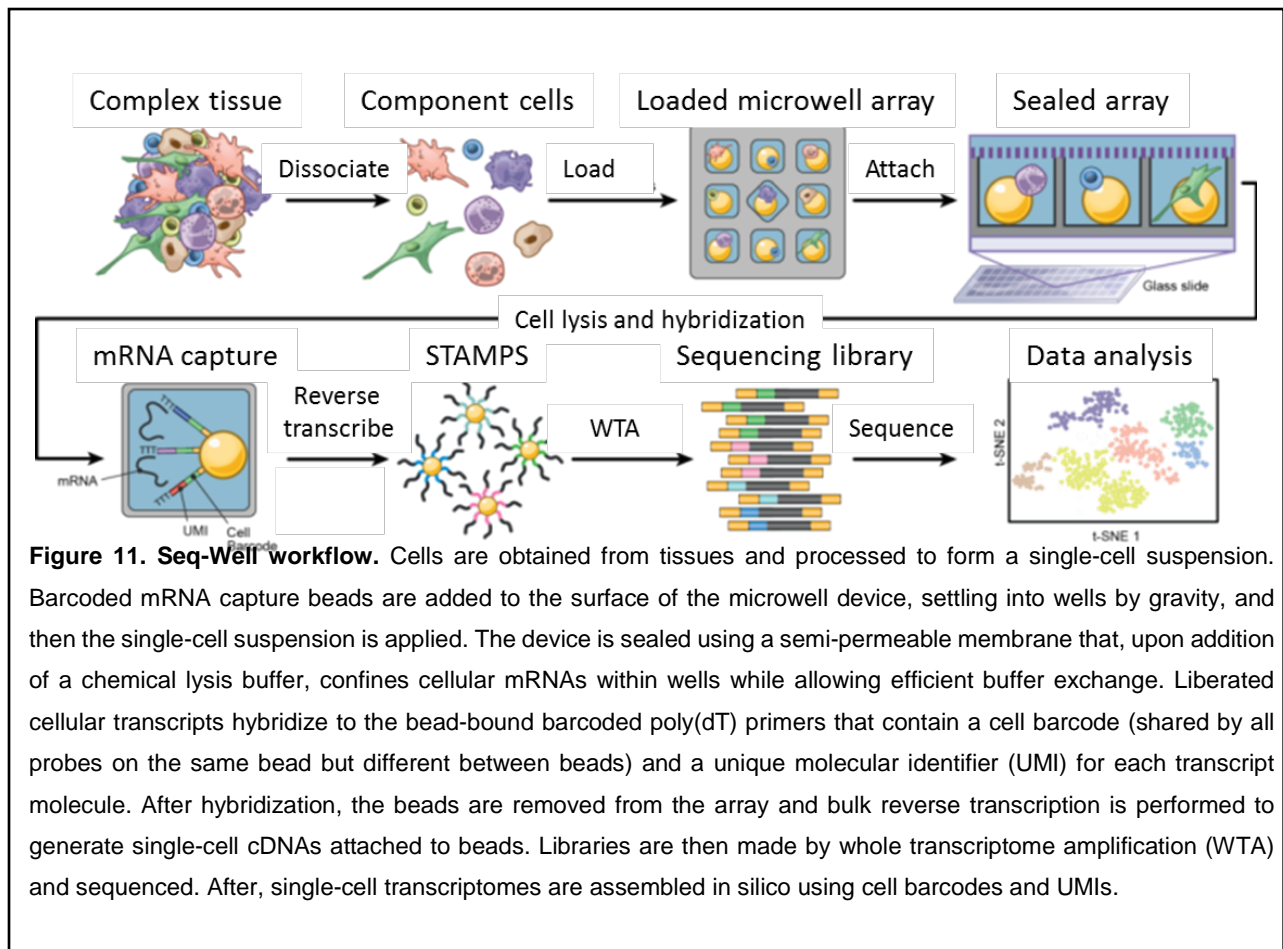 Complex tissue
Component cells
Loaded microwell array
Sealed array
Dissociate
Load
Attach
Glass slide
Cell lysis and hybridization
mRNA capture
STAMPS
Sequencing library
Data analysis
Reverse
transcribe
WTA
Sequence
TTT
TTT
TTT
mRNA
UMI
Cell
Barcode
t-SNE 2
t-SNE 1
Figure 11. Seq-Well workflow. Cells are obtained from tissues and processed to form a single-cell suspension.
Barcoded mRNA capture beads are added to the surface of the microwell device, settling into wells by gravity, and
then the single-cell suspension is applied. The device is sealed using a semi-permeable membrane that, upon addition
of a chemical lysis buffer, confines cellular mRNAs within wells while allowing efficient buffer exchange. Liberated
cellular transcripts hybridize to the bead-bound barcoded poly(dT) primers that contain a cell barcode (shared by all
probes on the same bead but different between beads) and a unique molecular identifier (UMI) for each transcript
molecule. After hybridization, the beads are removed from the array and bulk reverse transcription is performed to
generate single-cell cDNAs attached to beads. Libraries are then made by whole transcriptome amplification (WTA)
and sequenced. After, single-cell transcriptomes are assembled in silico using cell barcodes and UMIs.